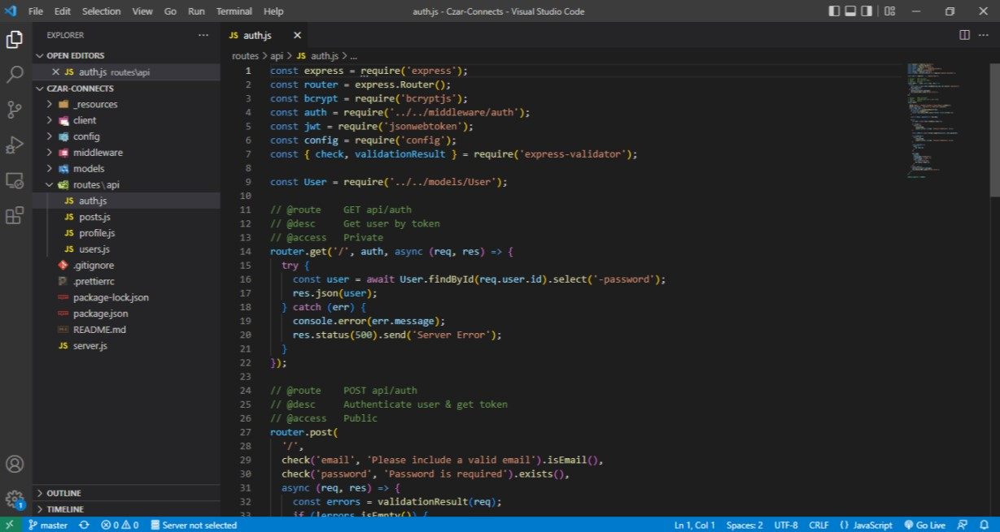 File Edit Selection View Go Run Terminal Help auth.js - Czar-Connects - Visual Studio Code
EXPLORER
OPEN EDITORS
JS auth.js routes\api
CZAR-CONNECTS
_resources
client
config
middleware
models
routes\api
JS auth.js
JS posts.js
JS profile.js
JS users.js
.gitignore
.prettierrc
package-lock.json
package.json
README.md
JS server.js
OUTLINE
TIMELINE
JS auth.js
routes > api > JS auth.js > ...
1 const express = require('express');
2 const router = express.Router();
3 const bcrypt = require('bcryptjs');
4 const auth = require('../../middleware/auth');
5 const jwt = require('jsonwebtoken');
6 const config = require('config');
7 const { check, validationResult } = require('express-validator');
8
9 const User = require('../../models/User');
10
11 // @route    GET api/auth
12 // @desc     Get user by token
13 // @access   Private
14 router.get('/', auth, async (req, res) => {
15   try {
16     const user = await User.findById(req.user.id).select('-password');
17     res.json(user);
18   } catch (err) {
19     console.error(err.message);
20     res.status(500).send('Server Error');
21   }
22 });
23
24 // @route    POST api/auth
25 // @desc     Authenticate user & get token
26 // @access   Public
27 router.post(
28   '/',
29   check('email', 'Please include a valid email').isEmail(),
30   check('password', 'Password is required').exists(),
31   async (req, res) => {
32     const errors = validationResult(req);
33     if (!errors.isEmpty()) {
1
master 0 0 Server not selected Ln 1, Col 1 Spaces: 2 UTF-8 CRLF {} JavaScript Go Live